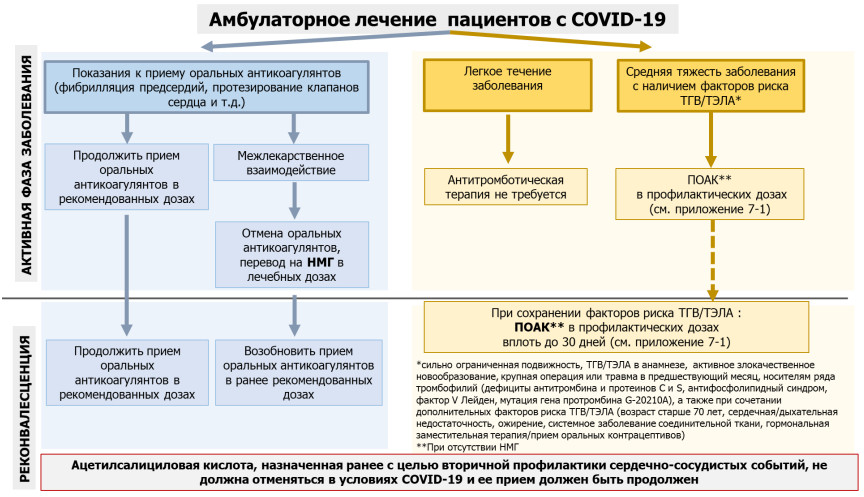 Амбулаторное лечение пациентов с COVID-19
АКТИВНАЯ ФАЗА ЗАБОЛЕВАНИЯ
Показания к приему оральных антикоагулянтов
(фибрилляция предсердий, протезирование клапанов
сердца и т.д.)
Продолжить прием
оральных
антикоагулянтов в
рекомендованных дозах
Межлекарственное
взаимодействие
Отмена оральных
антикоагулянтов,
перевод на НМГ в
лечебных дозах
Легкое течение
заболевания
Антитромботическая
терапия не требуется
Средняя тяжесть заболевания
с наличием факторов риска
ТГВ/ТЭЛА*
ПОАК**
в профилактических дозах
(см. приложение 7-1)
РЕКОНВАЛЕСЦЕНЦИЯ
Продолжить прием
оральных
антикоагулянтов в
рекомендованных дозах
Возобновить прием
оральных антикоагулянтов
в ранее рекомендованных
дозах
При сохранении факторов риска ТГВ/ТЭЛА :
ПОАК** в профилактических дозах
вплоть до 30 дней (см. приложение 7-1)
*сильно ограниченная подвижность, ТГВ/ТЭЛА в анамнезе, активное злокачественное
новообразование, крупная операция или травма в предшествующий месяц, носителям ряда
тромбофилий (дефициты антитромбина и протеинов C и S, антифосфолипидный синдром,
фактор V Лейден, мутация гена протромбина G-20210A), а также при сочетании
дополнительных факторов риска ТГВ/ТЭЛА (возраст старше 70 лет, сердечная/дыхательная
недостаточность, ожирение, системное заболевание соединительной ткани, гормональная
заместительная терапия/прием оральных контрацептивов)
**При отсутствии НМГ
Ацетилсалициловая кислота, назначенная ранее с целью вторичной профилактики сердечно-сосудистых событий, не
должна отменяться в условиях COVID-19 и ее прием должен быть продолжен